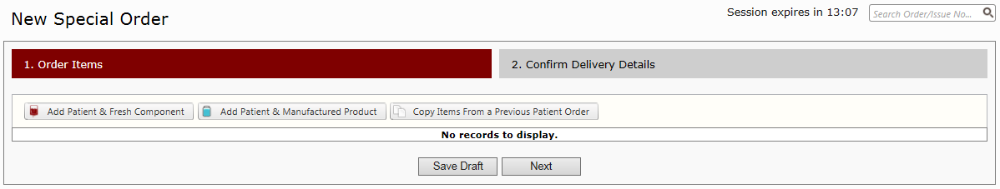 New Special Order
Session expires in 13:07
Search Order/Issue No...
1. Order Items
2. Confirm Delivery Details
Add Patient & Fresh Component
Add Patient & Manufactured Product
Copy Items From a Previous Patient Order
No records to display.
Save Draft
Next